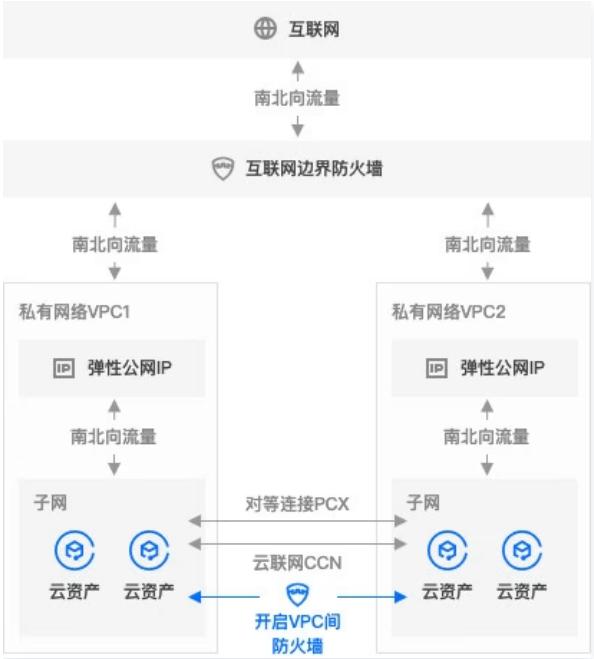 互联网
南北向流量
互联网边界防火墙
南北向流量
南北向流量
私有网络VPC1
私有网络VPC2
IP 弹性公网IP
IP 弹性公网IP
南北向流量
南北向流量
子网
对等连接PCX
子网
云联网CCN
云资产
云资产
云资产
云资产
开启VPC间
防火墙